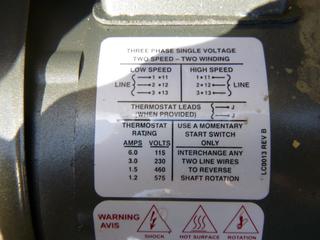 THREE PHASE SINGLE VOLTAGE
TWO SPEED – TWO WINDING
LOW SPEED HIGH SPEED
1 •11 1 •11
LINE 2 •12 LINE 2 •12
3 •13 3 •13
THERMOSTAT LEADS J
(WHEN PROVIDED) J
THERMOSTAT RATING
AMPS VOLTS
6.0 115
3.0 230
1.5 460
1.2 575
USE A MOMENTARY
START SWITCH
ONLY
INTERCHANGE ANY
TWO LINE WIRES
TO REVERSE
SHAFT ROTATION
LC0013 REV B
WARNING
AVIS
SHOCK HOT SURFACE ROTATION